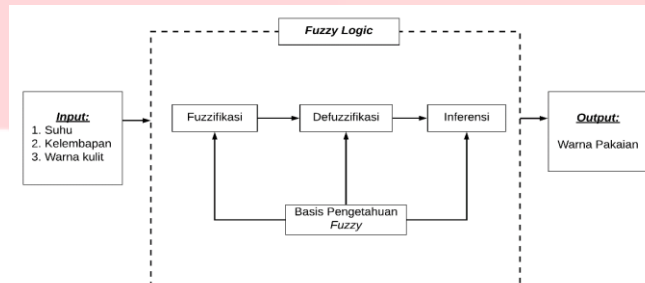 Fuzzy Logic
Input:
1. Suhu
2. Kelembapan
3. Warna kulit
Fuzzifikasi
Defuzzifikasi
Inferensi
Output:
Warna Pakaian
Basis Pengetahuan
Fuzzy